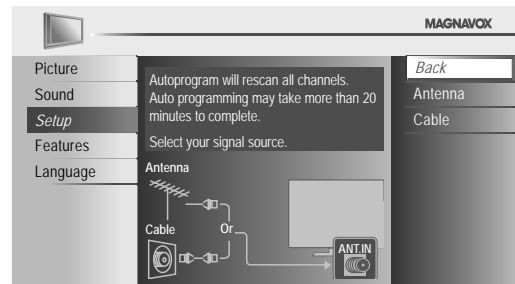 MAGNAVOX
Picture
Sound
Setup
Features
Language
Autoprogram will rescan all channels.
Auto programming may take more than 20
minutes to complete.
Select your signal source.
Antenna
Cable
Or
ANT.IN
Back
Antenna
Cable